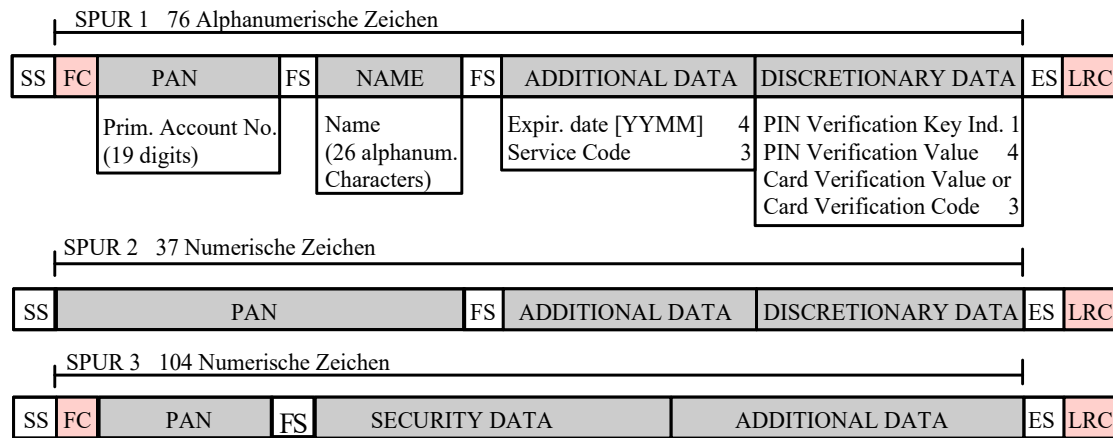 SPUR 1 76 Alphanumerische Zeichen
SS FC PAN FS NAME FS ADDITIONAL DATA DISCRETIONARY DATA ES LRC
Prim. Account No.
(19 digits)
Name
(26 alphanum.
Characters)
Expir. date [YYMM] 4
Service Code 3
PIN Verification Key Ind. 1
PIN Verification Value 4
Card Verification Value or
Card Verification Code 3
SPUR 2 37 Numerische Zeichen
SS PAN FS ADDITIONAL DATA DISCRETIONARY DATA ES LRC
SPUR 3 104 Numerische Zeichen
SS FC PAN FS SECURITY DATA ADDITIONAL DATA ES LRC